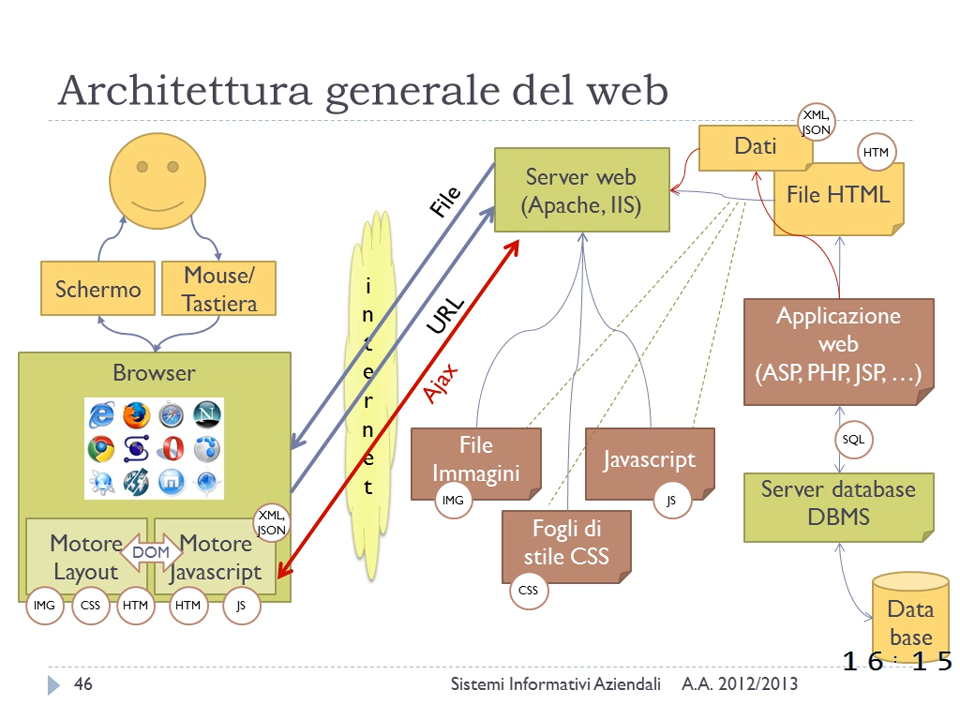 Architettura generale del web
XML,
JSON
Dati
HTM
File HTML
Server web
(Apache, IIS)
File
URL
Ajax
internet
Schermo
Mouse/
Tastiera
Browser
Applicazione
web
(ASP, PHP, JSP, …)
SQL
File
Immagini
IMG
Javascript
JS
Fogli di
stile CSS
CSS
Server database
DBMS
Data
base
XML,
JSON
Motore
Layout
DOM
Motore
Javascript
IMG
CSS
HTM
HTM
JS
16:15
46
Sistemi Informativi Aziendali
A.A. 2012/2013